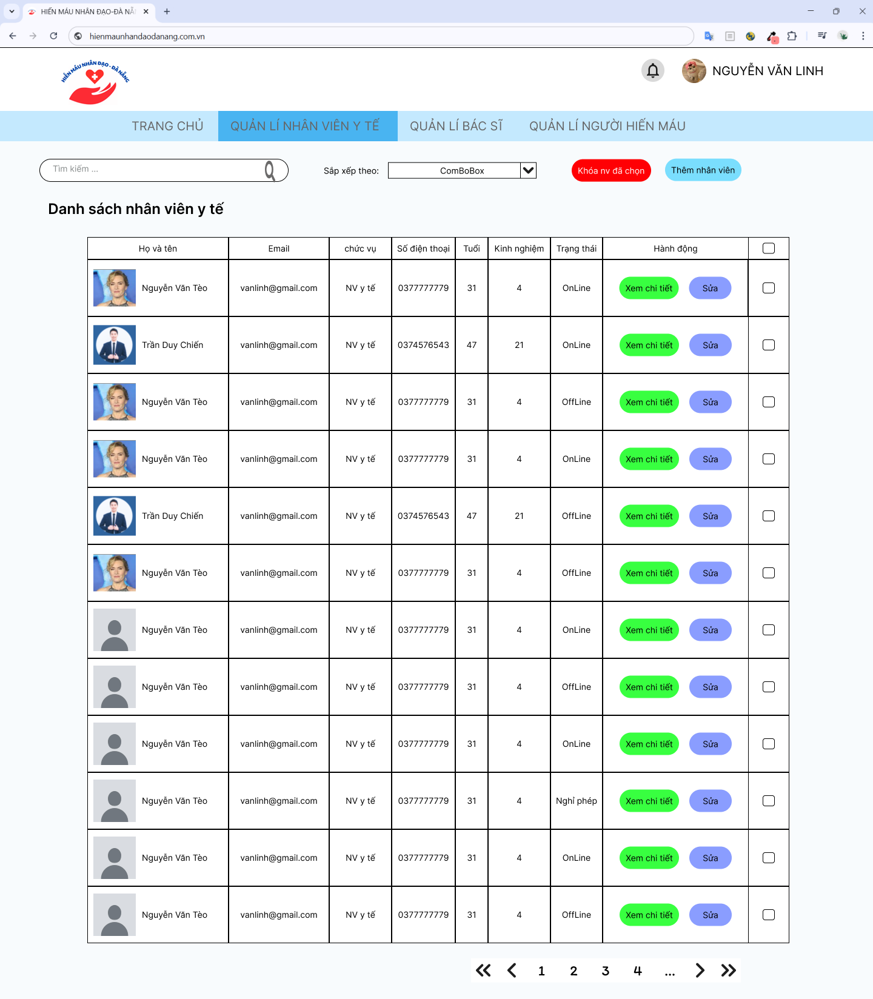 HIẾN MÁU NHÂN ĐẠO-ĐÀ NẴ
hienmaunhandaodanang.com.vn
HIẾN MÁU NHÂN ĐẠO - ĐÀ NẴNG
NGUYỄN VĂN LINH
TRANG CHỦ QUẢN LÍ NHÂN VIÊN Y TẾ QUẢN LÍ BÁC SĨ QUẢN LÍ NGƯỜI HIẾN MÁU
Tìm kiếm ... Sắp xếp theo: ComBoBox Khóa nv đã chọn Thêm nhân viên
Danh sách nhân viên y tế
Họ và tên Email chức vụ Số điện thoại Tuổi Kinh nghiệm Trạng thái Hành động
Nguyễn Văn Tèo vanlinh@gmail.com NV y tế 0377777779 31 4 OnLine Xem chi tiết Sửa
Trần Duy Chiến vanlinh@gmail.com NV y tế 0374576543 47 21 OnLine Xem chi tiết Sửa
Nguyễn Văn Tèo vanlinh@gmail.com NV y tế 0377777779 31 4 OffLine Xem chi tiết Sửa
Nguyễn Văn Tèo vanlinh@gmail.com NV y tế 0377777779 31 4 OnLine Xem chi tiết Sửa
Trần Duy Chiến vanlinh@gmail.com NV y tế 0374576543 47 21 OffLine Xem chi tiết Sửa
Nguyễn Văn Tèo vanlinh@gmail.com NV y tế 0377777779 31 4 OffLine Xem chi tiết Sửa
Nguyễn Văn Tèo vanlinh@gmail.com NV y tế 0377777779 31 4 OnLine Xem chi tiết Sửa
Nguyễn Văn Tèo vanlinh@gmail.com NV y tế 0377777779 31 4 OffLine Xem chi tiết Sửa
Nguyễn Văn Tèo vanlinh@gmail.com NV y tế 0377777779 31 4 OnLine Xem chi tiết Sửa
Nguyễn Văn Tèo vanlinh@gmail.com NV y tế 0377777779 31 4 Nghỉ phép Xem chi tiết Sửa
Nguyễn Văn Tèo vanlinh@gmail.com NV y tế 0377777779 31 4 OnLine Xem chi tiết Sửa
Nguyễn Văn Tèo vanlinh@gmail.com NV y tế 0377777779 31 4 OffLine Xem chi tiết Sửa
1 2 3 4 ...